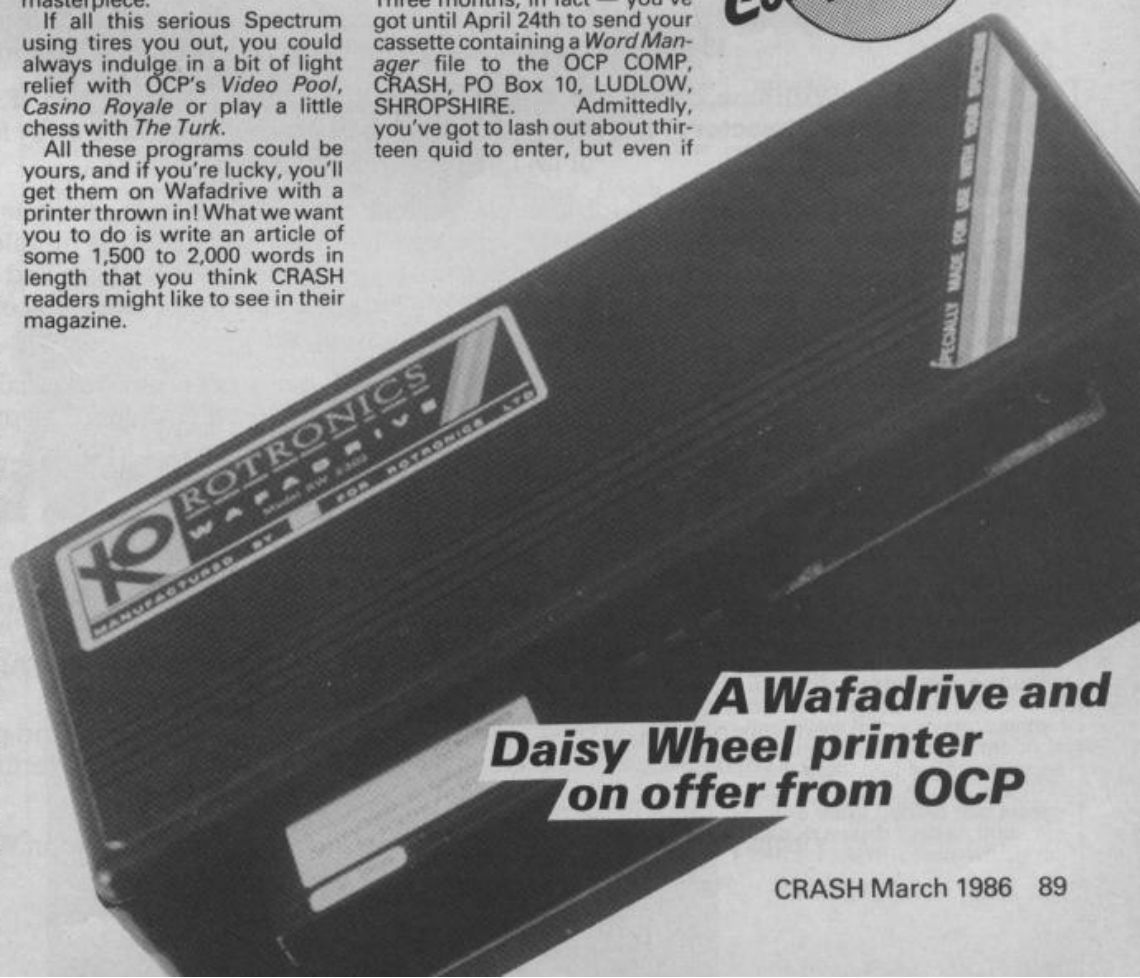 masterpiece.
If all this serious Spectrum
using tires you out, you could
always indulge in a bit of light
relief with OCP's Video Pool,
Casino Royale or play a little
chess with The Turk.
All these programs could be
yours, and if you're lucky, you'll
get them on Wafadrive with a
printer thrown in! What we want
you to do is write an article of
some 1,500 to 2,000 words in
length that you think CRASH
readers might like to see in their
magazine.
Three months, in fact — you've
got until April 24th to send your
cassette containing a Word Man-
ager file to the OCP COMP,
CRASH, PO Box 10, LUDLOW,
SHROPSHIRE. Admittedly,
you've got to lash out about thir-
teen quid to enter, but even if
SPECIALLY MADE FOR USE WITH YOUR SPECTRUM
XO
ROTRONICS
WAFADRIVE
Model RW
MANUFACTURED BY FOR ROTRONICS LTD
A Wafadrive and
Daisy Wheel printer
on offer from OCP
CRASH March 1986 89